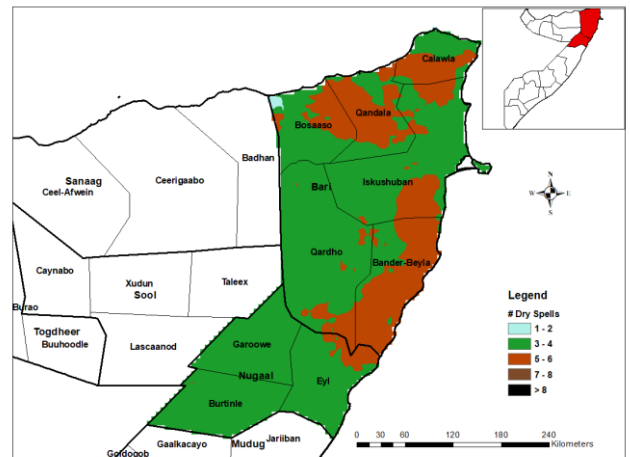 Calawla
Qandala
Bosaaso
Badhan
Sanaag
Ceerigaabo
Ceel-Afwein
Bari
Iskushuban
Qardho
Bander-Beyla
Caynabo
Xudun
Taleex
Sool
Burao
Togdheer
Buuhoodle
Lascaanod
Garoowe
Nugaal
Eyl
Burtinle
Gaalkacayo
Mudug
Jariiban
Goldogob
N
W
E
S
Legend
# Dry Spells
1 - 2
3 - 4
5 - 6
7 - 8
> 8
0 30 60 120 180 240
Kilometers